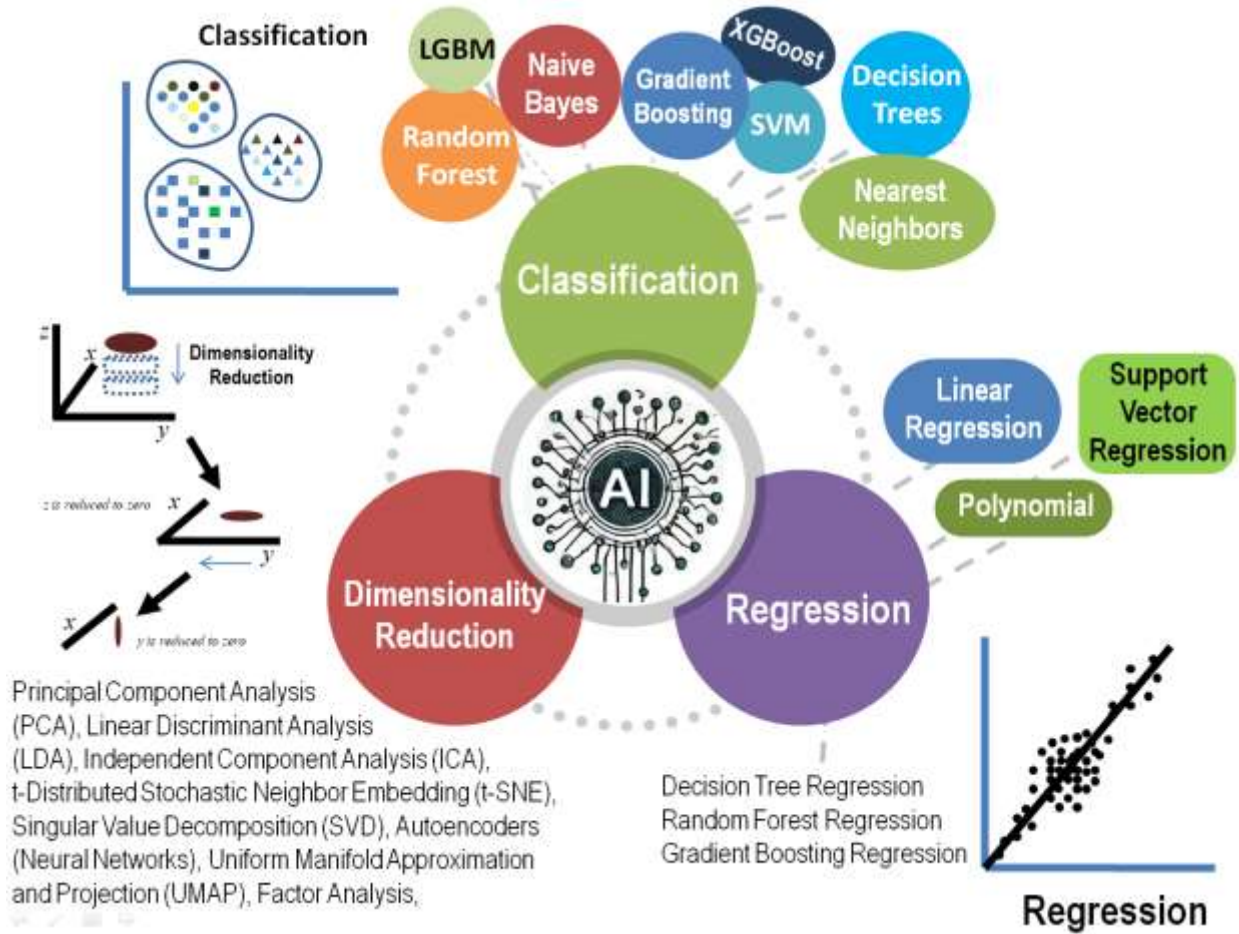 Classification
LGBM
Naive
Bayes
Gradient
Boosting
XGBoost
SVM
Decision
Trees
Random
Forest
Nearest
Neighbors
Classification
z
x
y
Dimensionality
Reduction
z is reduced to zero
x
y
x
y is reduced to zero
AI
Linear
Regression
Support
Vector
Regression
Polynomial
Dimensionality
Reduction
Regression
Principal Component Analysis
(PCA), Linear Discriminant Analysis
(LDA), Independent Component Analysis (ICA),
t-Distributed Stochastic Neighbor Embedding (t-SNE),
Singular Value Decomposition (SVD), Autoencoders
(Neural Networks), Uniform Manifold Approximation
and Projection (UMAP), Factor Analysis,
Decision Tree Regression
Random Forest Regression
Gradient Boosting Regression
Regression